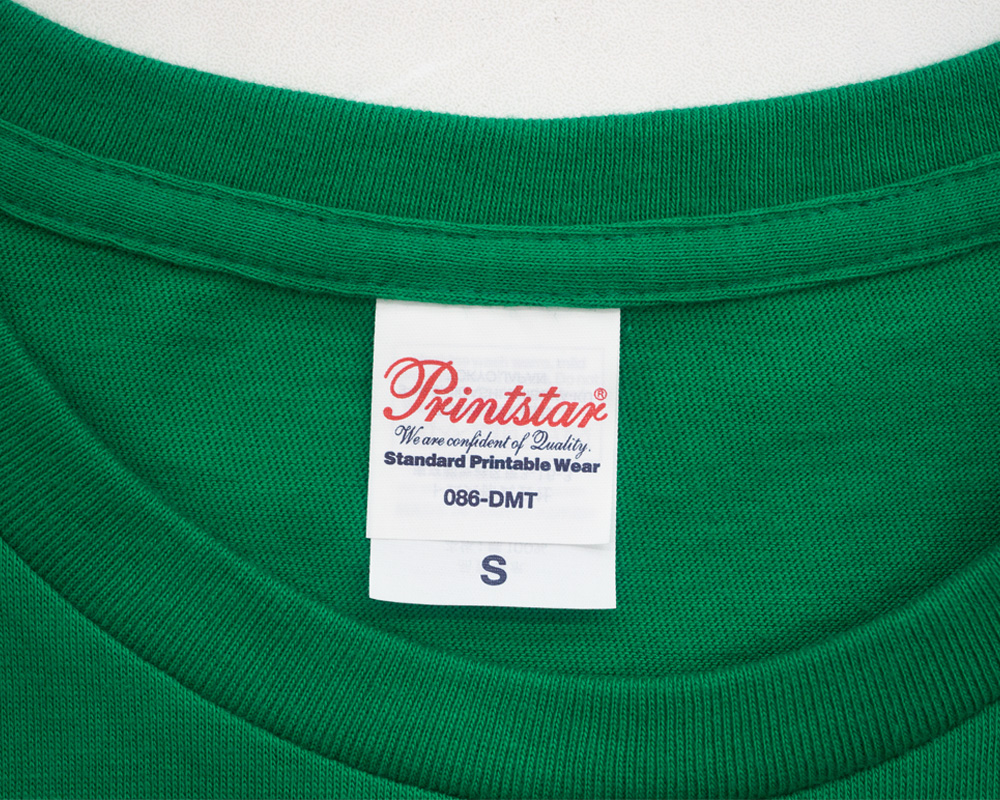 Printstar®
We are confident of Quality.
Standard Printable Wear
086-DMT
S